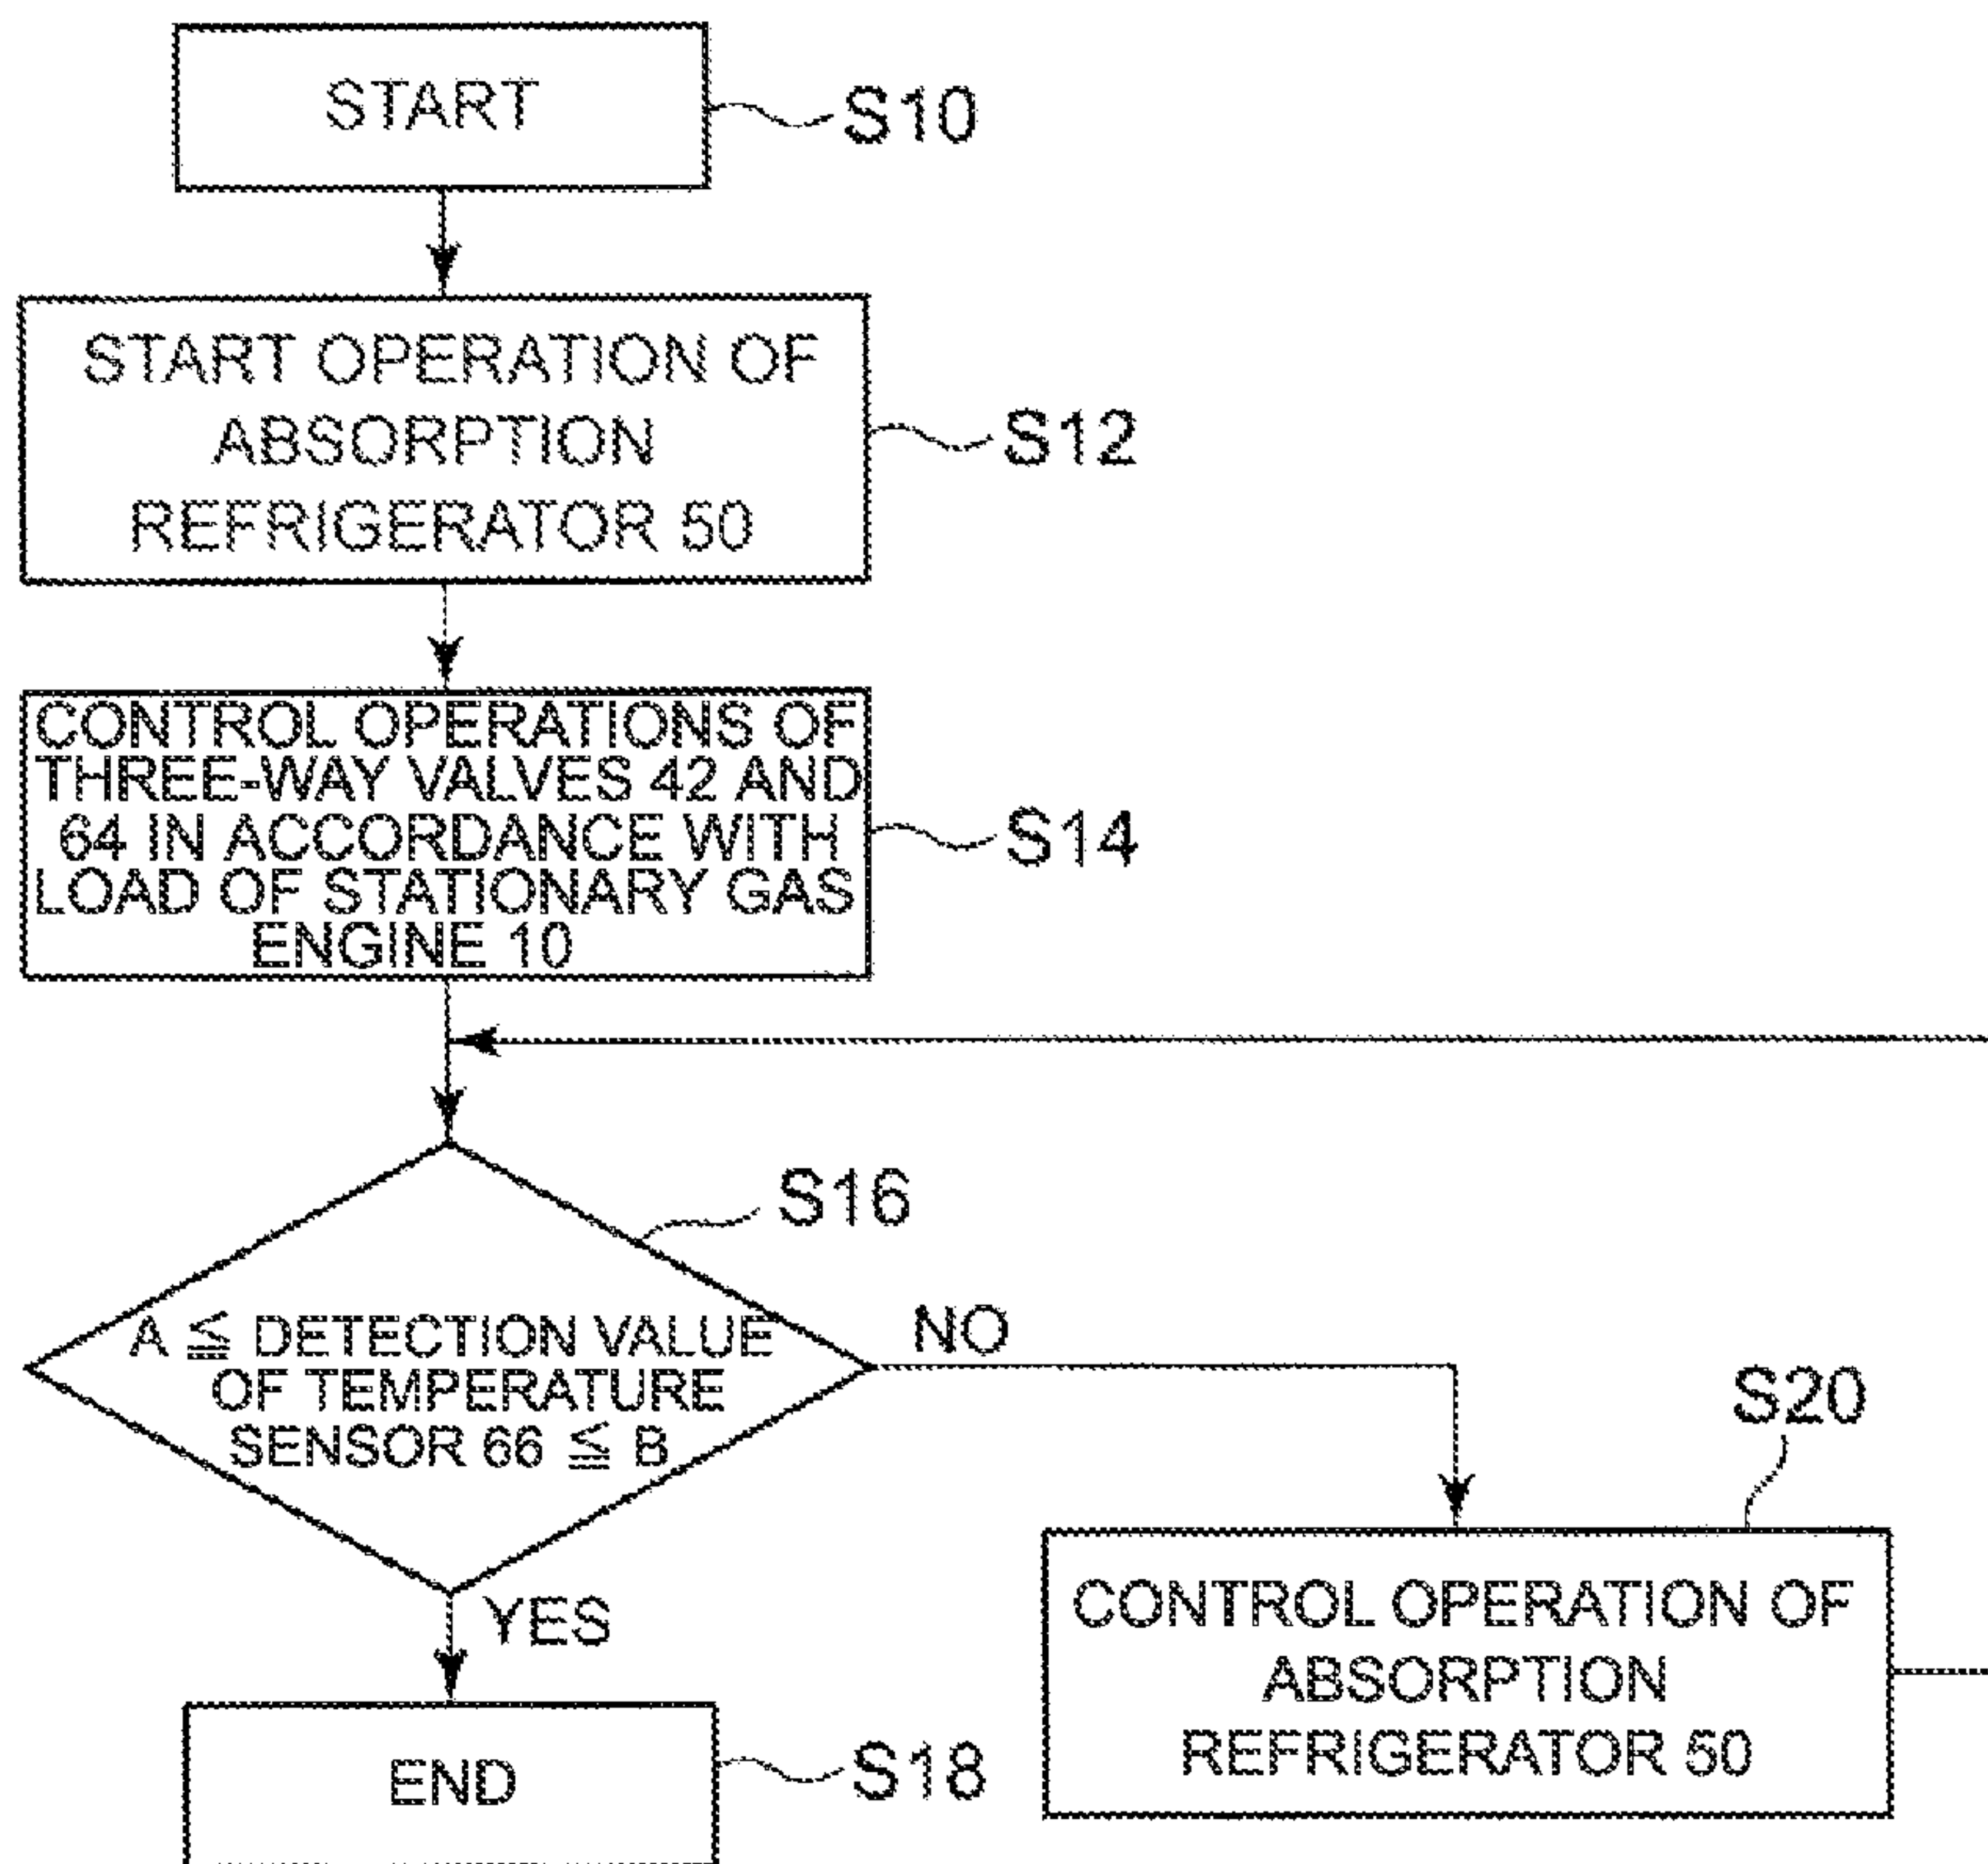 START
S10
START OPERATION OF
ABSORPTION
REFRIGERATOR 50
S12
CONTROL OPERATIONS OF
THREE-WAY VALVES 42 AND
64 IN ACCORDANCE WITH
LOAD OF STATIONARY GAS
ENGINE 10
S14
S16
A ≦ DETECTION VALUE
OF TEMPERATURE
SENSOR 66 ≦ B
NO
S20
CONTROL OPERATION OF
ABSORPTION
REFRIGERATOR 50
YES
END
S18